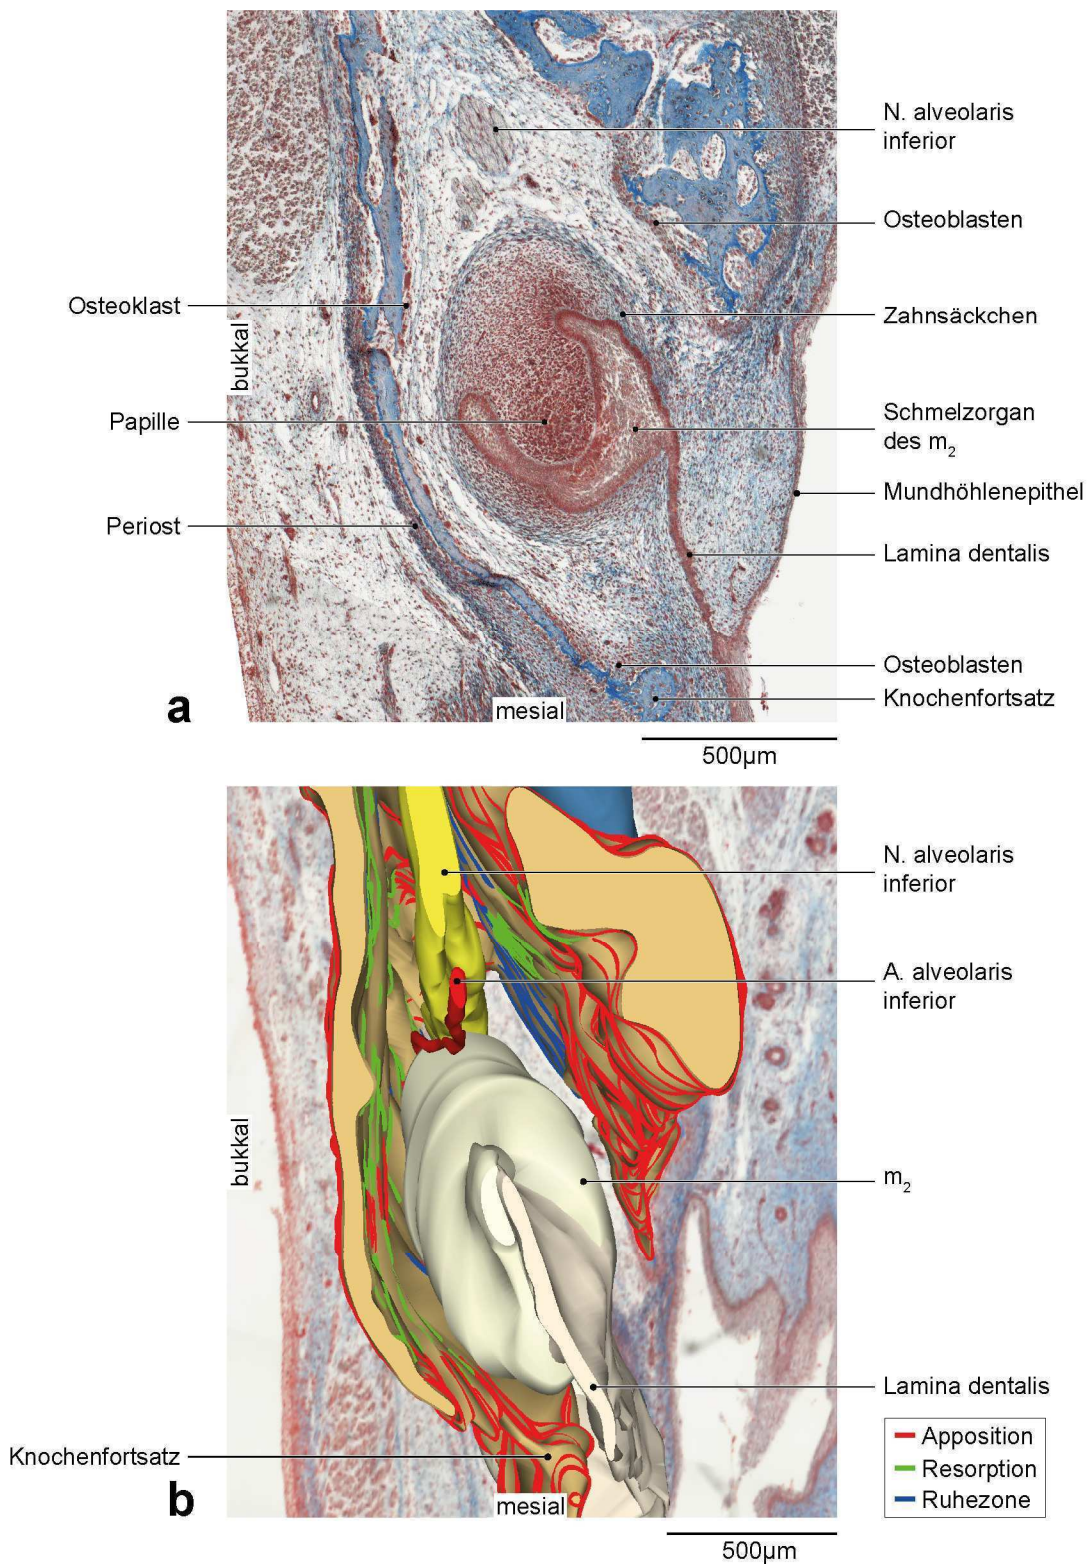 N. alveolaris
inferior
Osteoblasten
Osteoklast
Zahnsäckchen
bukkal
Papille
Schmelzorgan
des m2
Mundhöhlenepithel
Periost
Lamina dentalis
Osteoblasten
Knochenfortsatz
a
mesial
500µm
N. alveolaris
inferior
A. alveolaris
inferior
bukkal
m2
Lamina dentalis
Knochenfortsatz
b
mesial
Apposition
Resorption
Ruhezone
500µm